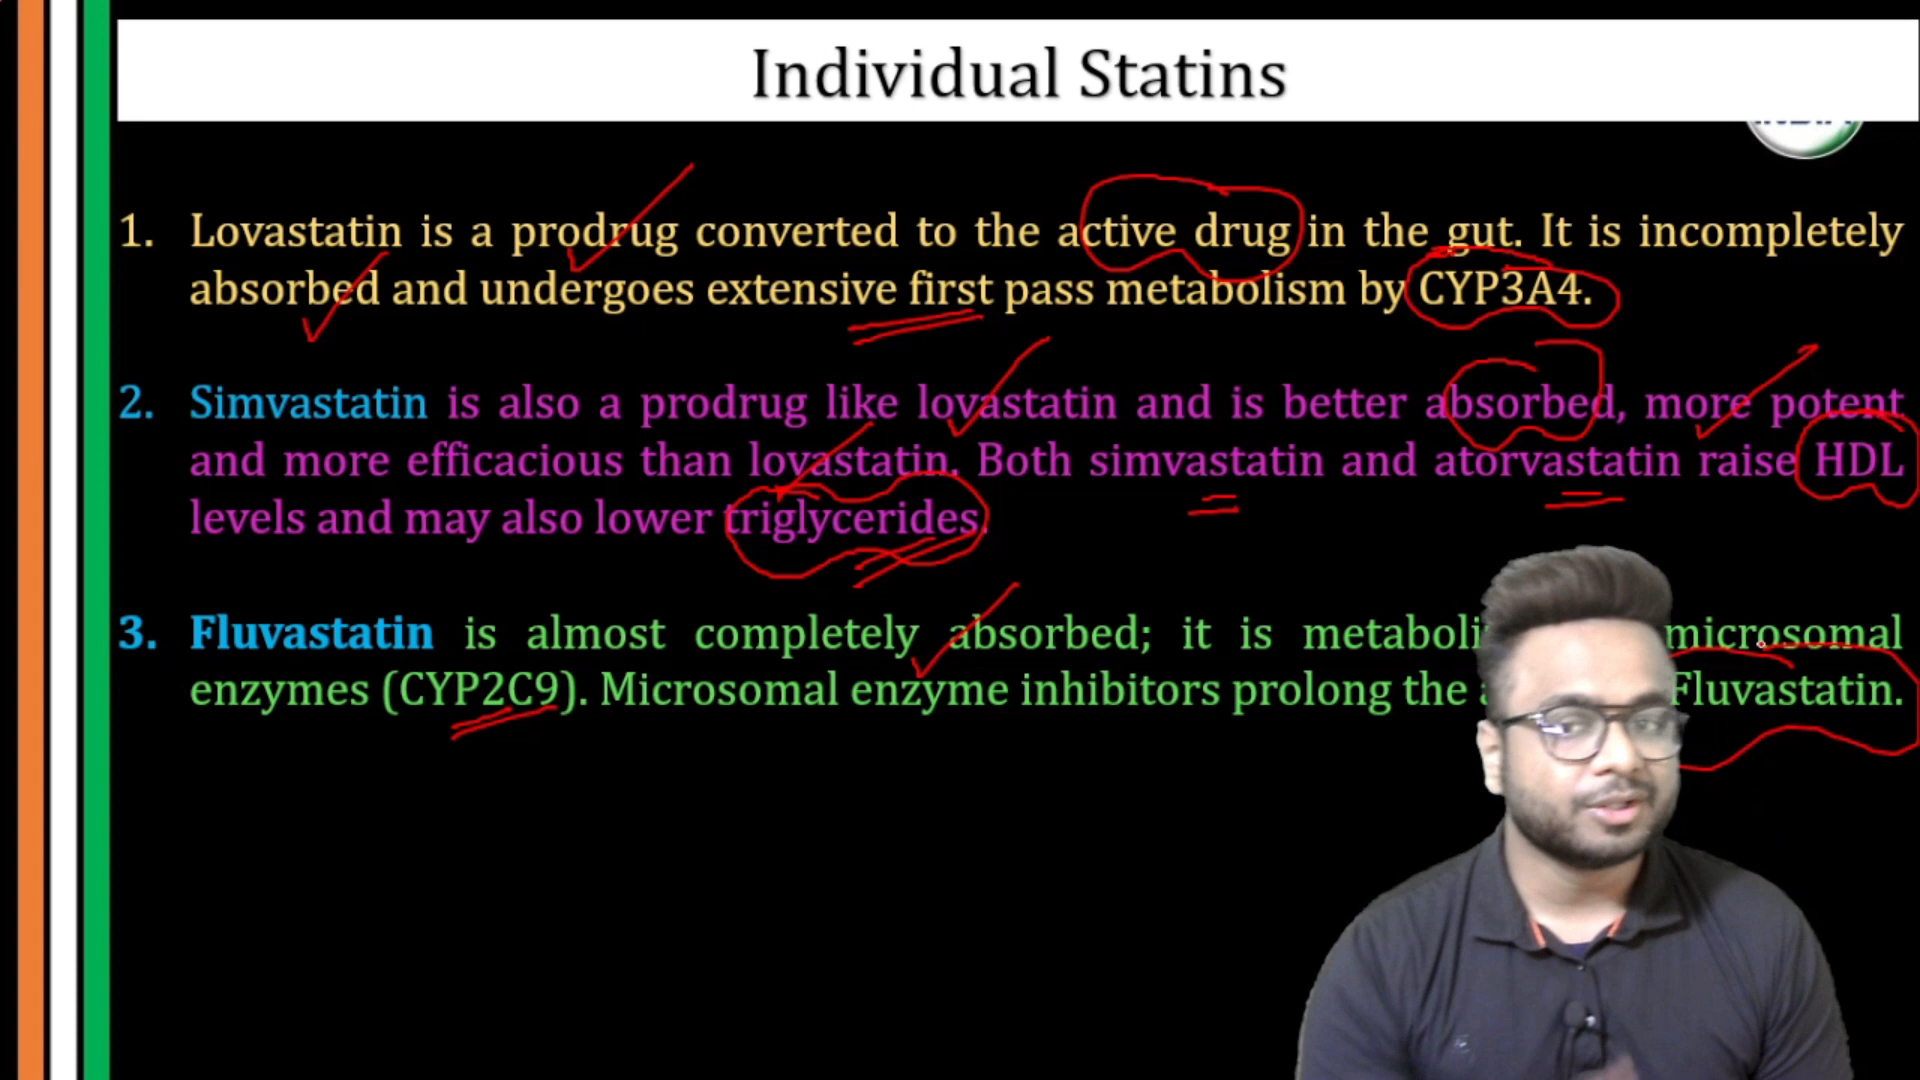 Individual Statins
1. Lovastatin is a prodrug converted to the active drug in the gut. It is incompletely
absorbed and undergoes extensive first pass metabolism by CYP3A4.
2. Simvastatin is also a prodrug like lovastatin and is better absorbed, more potent
and more efficacious than lovastatin. Both simvastatin and atorvastatin raise HDL
levels and may also lower triglycerides.
3. Fluvastatin is almost completely absorbed; it is microsomal
enzymes (CYP2C9). Microsomal enzyme inhibitors prolong the Fluvastatin.